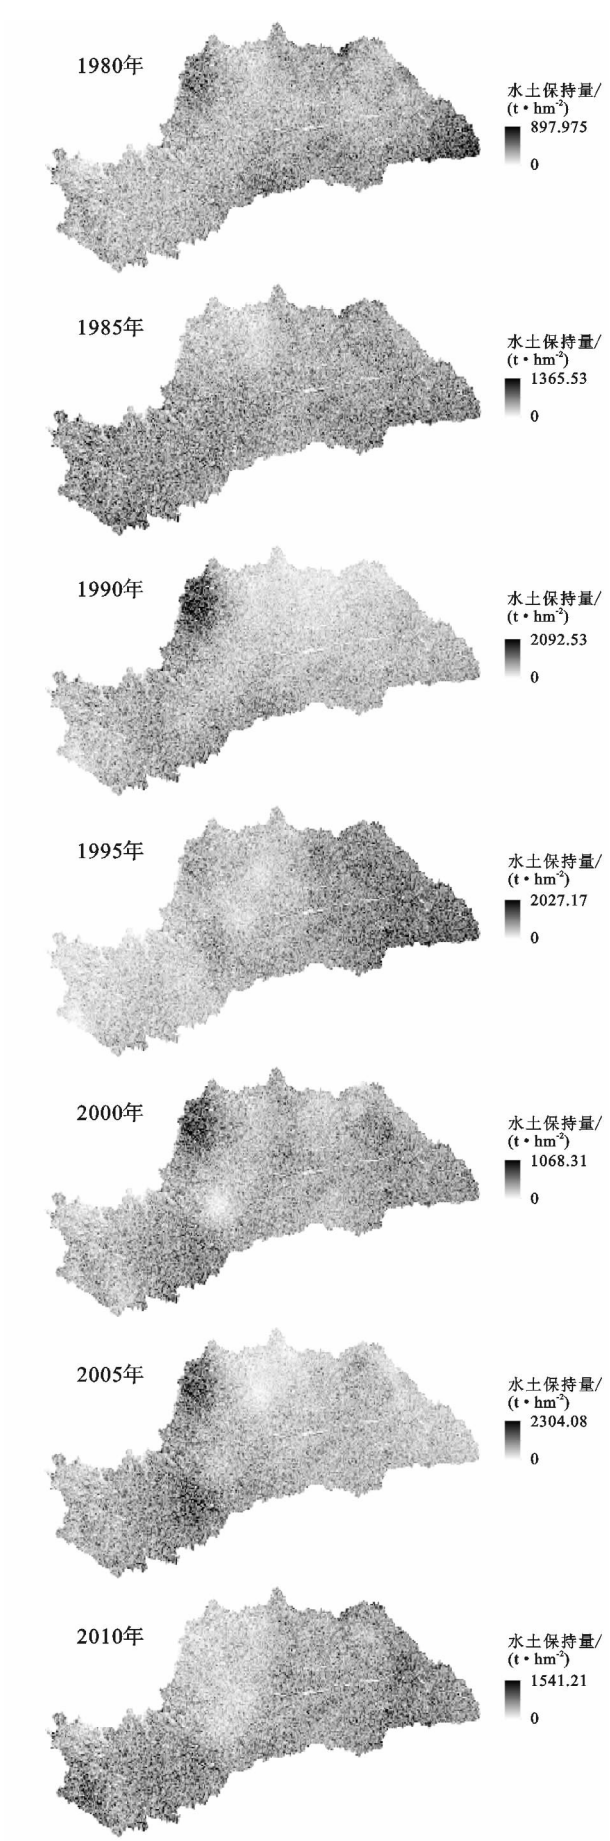 1980年
水土保持量/
(t·hm⁻²)
897.975
0
1985年
水土保持量/
(t·hm⁻²)
1365.53
0
1990年
水土保持量/
(t·hm⁻²)
2092.53
0
1995年
水土保持量/
(t·hm⁻²)
2027.17
0
2000年
水土保持量/
(t·hm⁻²)
1068.31
0
2005年
水土保持量/
(t·hm⁻²)
2304.08
0
2010年
水土保持量/
(t·hm⁻²)
1541.21
0